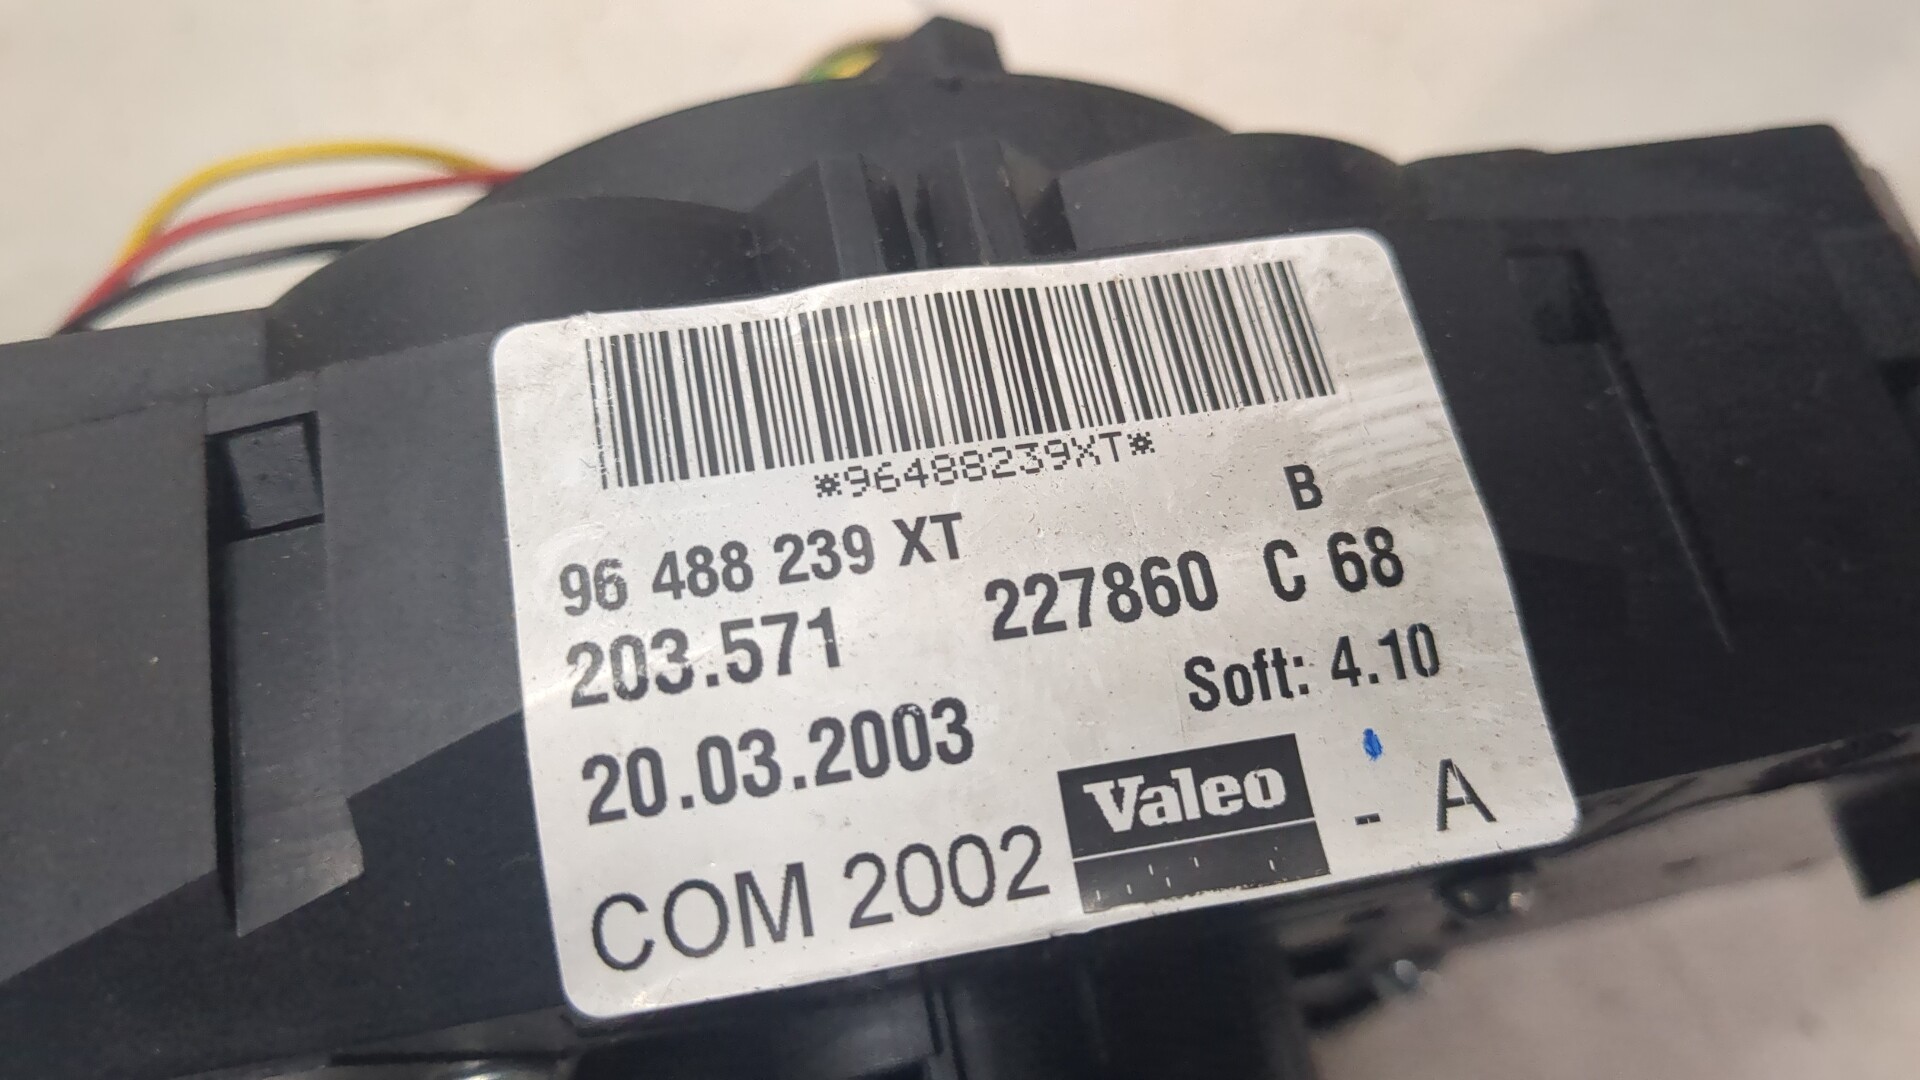 *96488239XT*
96 488 239 XT B
203.571 227860 C 68
20.03.2003 Soft: 4.10
COM 2002 Valeo - A